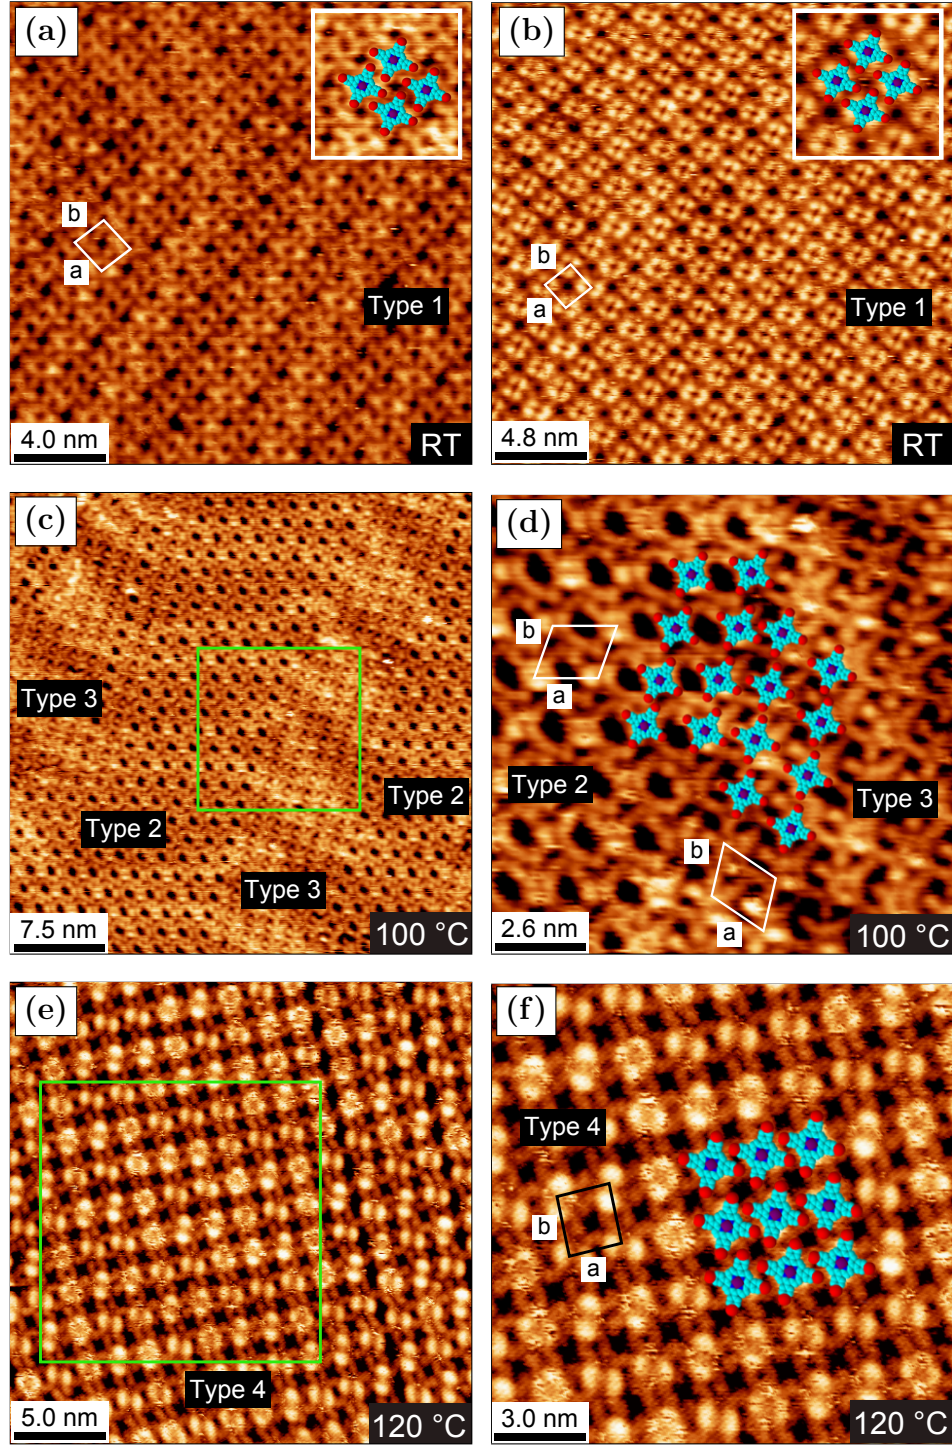 (a)
b
a
Type 1
4.0 nm
RT
(b)
b
a
Type 1
4.8 nm
RT
(c)
Type 3
Type 2
Type 2
Type 3
7.5 nm
100 °C
(d)
b
a
Type 2
Type 3
b
a
2.6 nm
100 °C
(e)
Type 4
5.0 nm
120 °C
(f)
Type 4
b
a
3.0 nm
120 °C